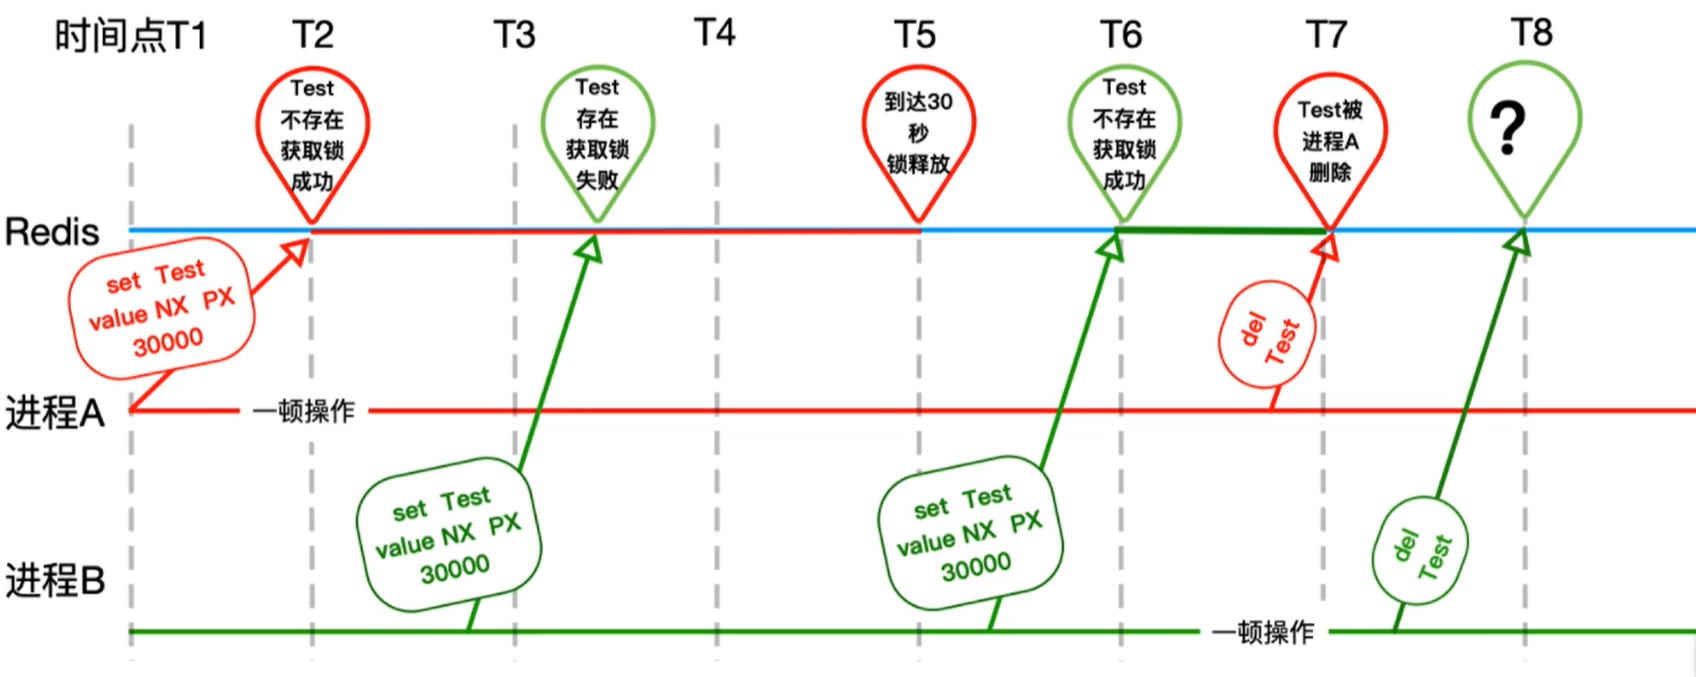 时间点T1
T2
T3
T4
T5
T6
T7
T8
Test
不存在
获取锁
成功
Test
存在
获取锁
失败
到达30
秒
锁释放
Test
不存在
获取锁
成功
Test被
进程A
删除
?
Redis
set Test
value NX PX
30000
del
Test
进程A
一顿操作
set Test
value NX PX
30000
set Test
value NX PX
30000
del
Test
进程B
一顿操作